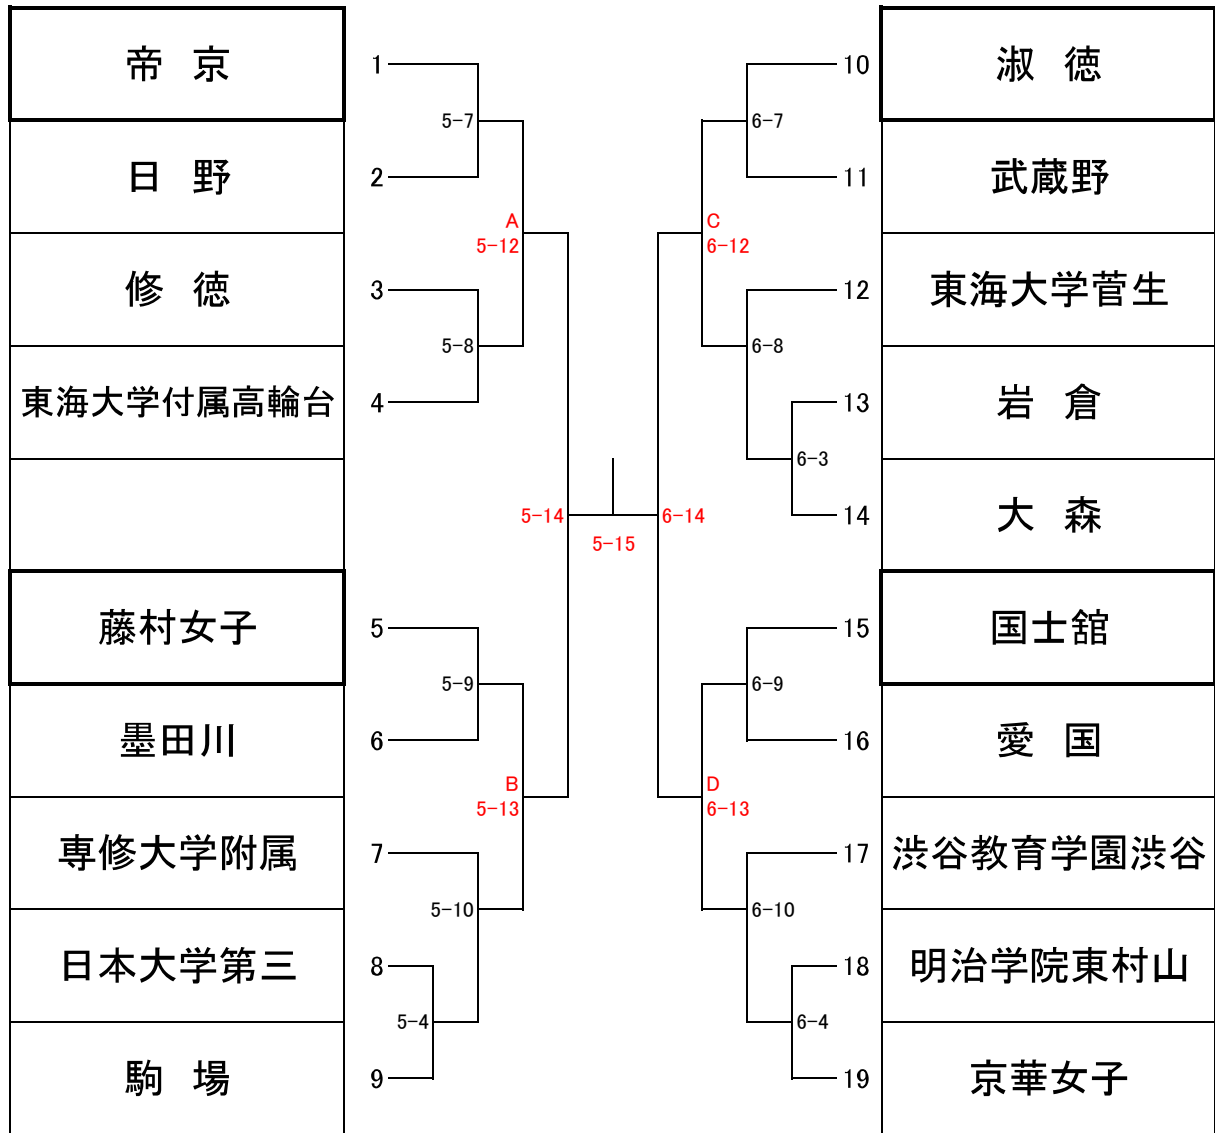 帝 京
1
日 野
2
修 徳
3
東海大学付属高輪台
4
藤村女子
5
墨田川
6
専修大学附属
7
日本大学第三
8
駒 場
9
5-7
A
5-12
5-8
5-14
5-15
5-9
B
5-13
5-10
5-4
6-7
C
6-12
6-8
6-3
6-14
6-9
D
6-13
6-10
6-4
10
淑 徳
11
武蔵野
12
東海大学菅生
13
岩 倉
14
大 森
15
国士舘
16
愛 国
17
渋谷教育学園渋谷
18
明治学院東村山
19
京華女子